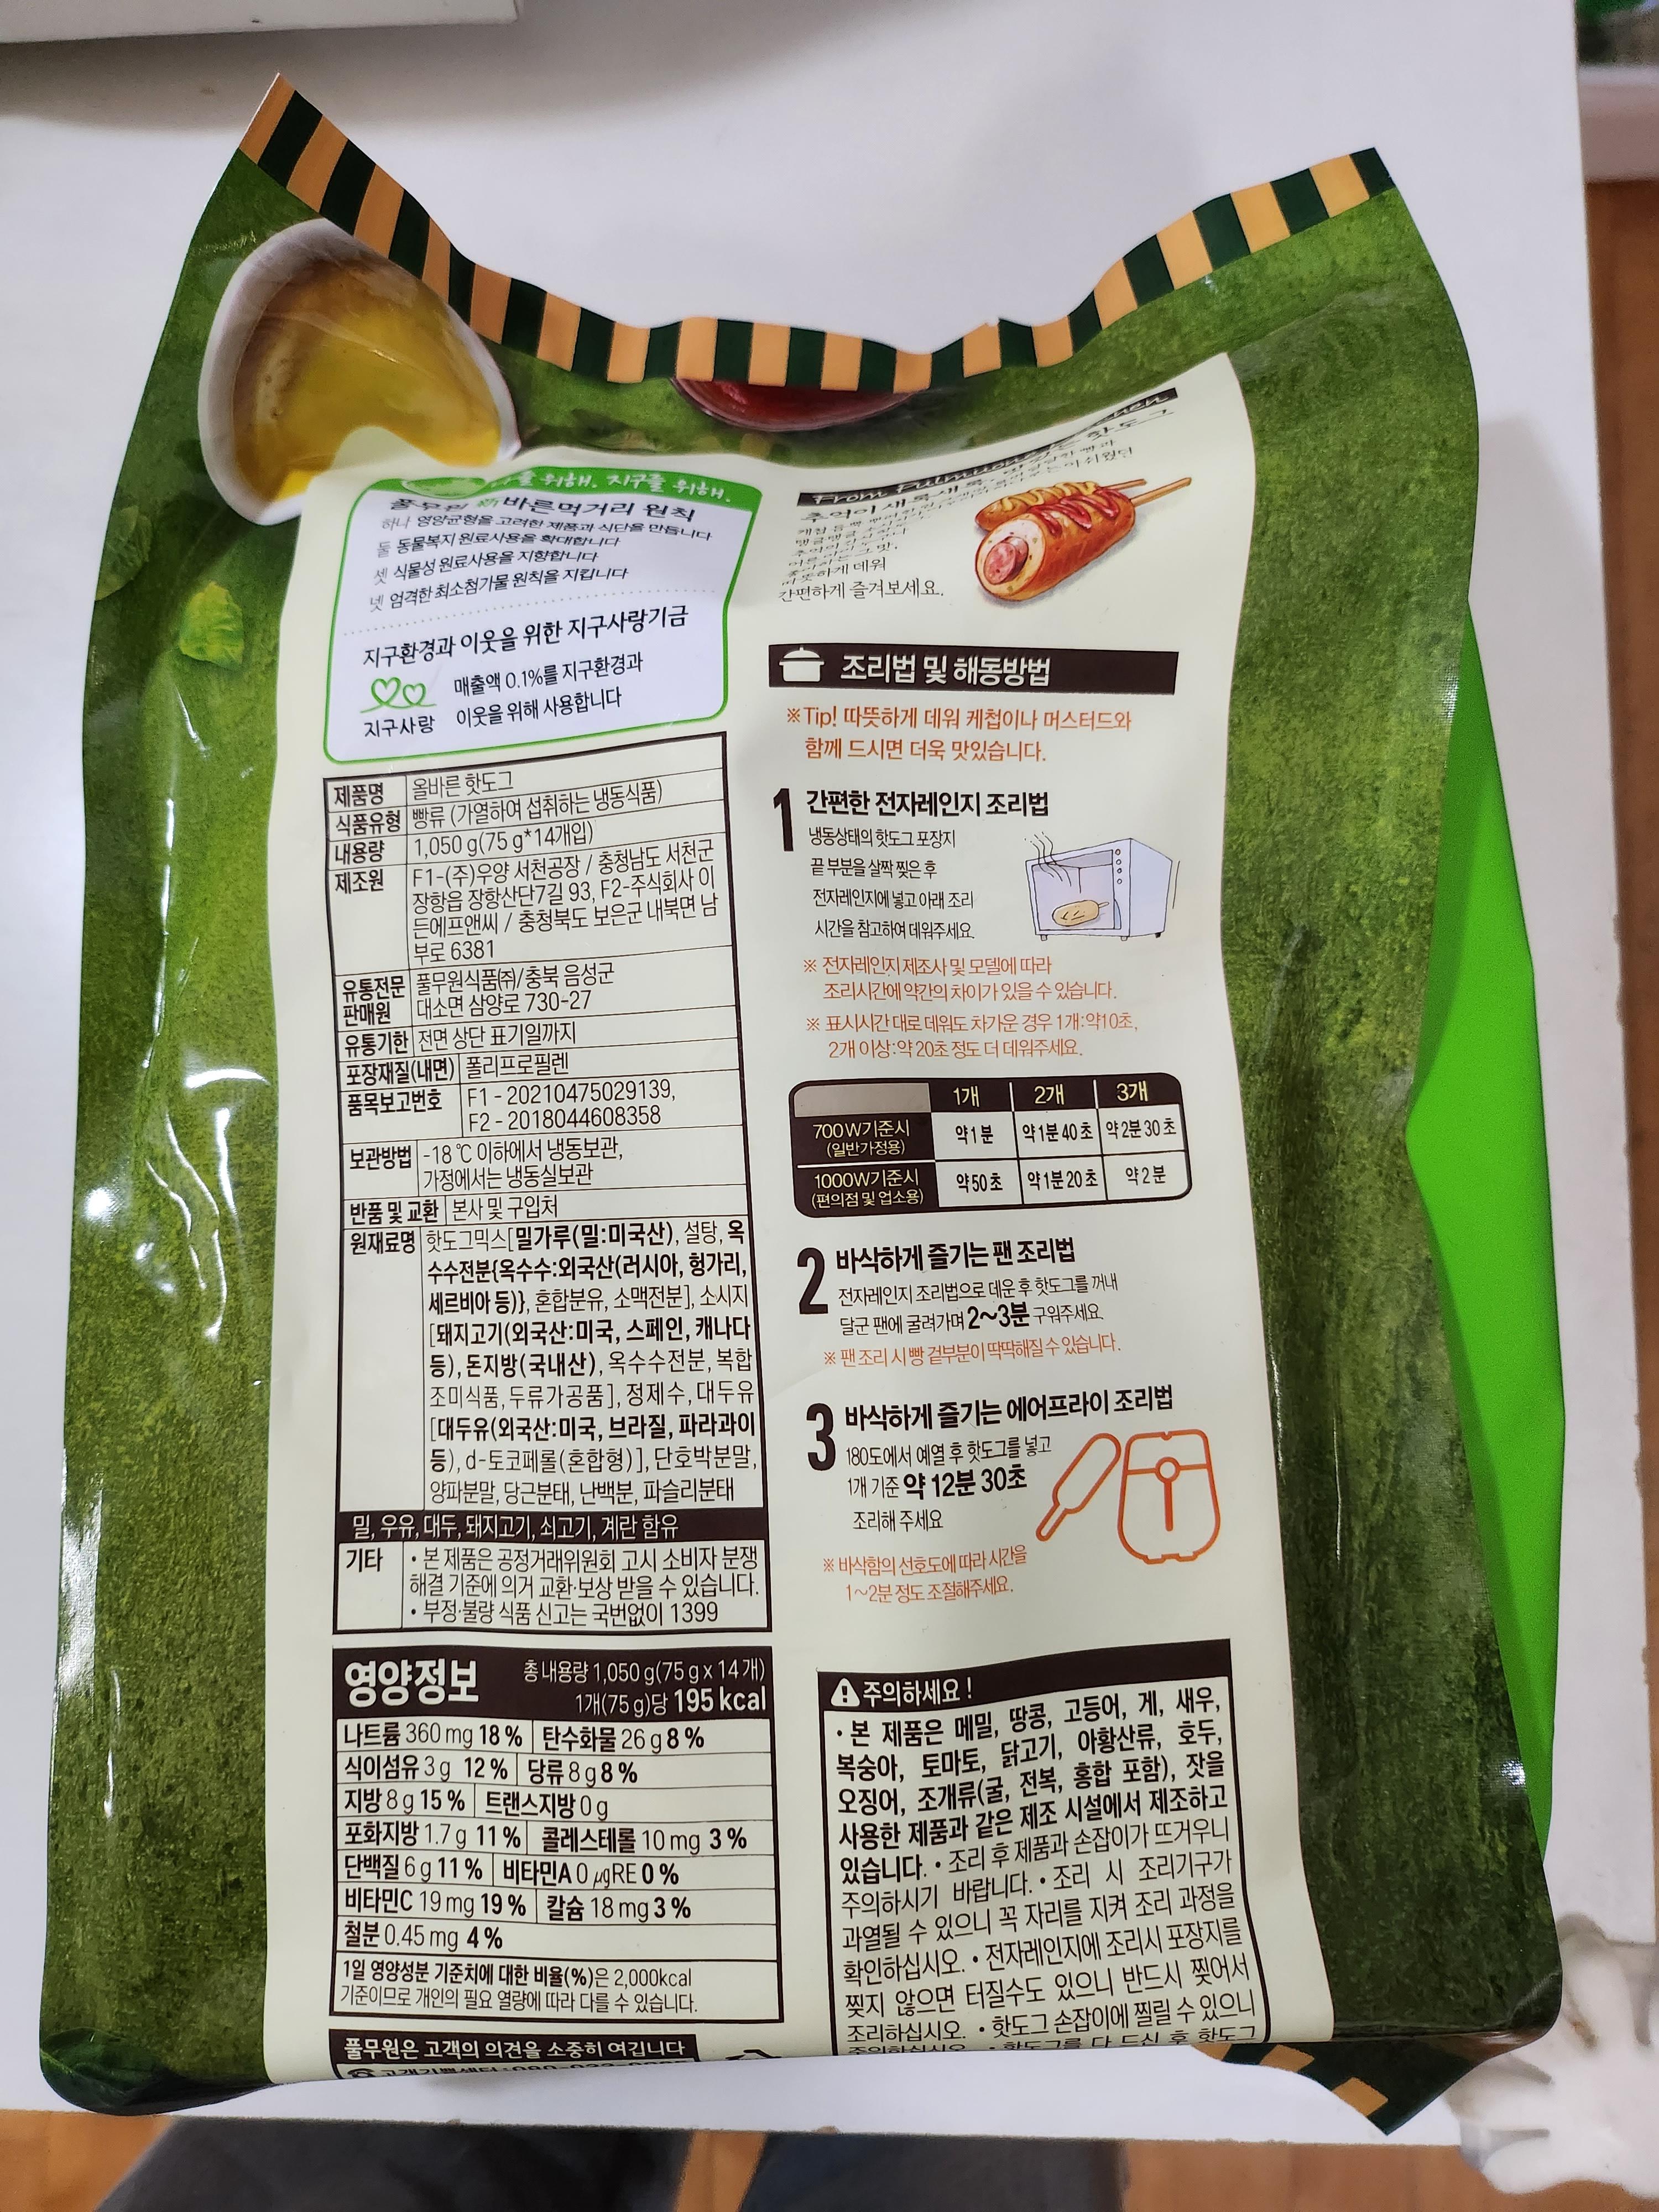 를 위해. 지구를 위해.
풀무원 新 바른먹거리 원칙
하나 영양균형을 고려한 제품과 식단을 만듭니다
둘 동물복지 원료사용을 확대합니다
셋 식물성 원료사용을 지향합니다
넷 엄격한 최소첨가물 원칙을 지킵니다
지구환경과 이웃을 위한 지구사랑기금
매출액 0.1%를 지구환경과
이웃을 위해 사용합니다
지구사랑
제품명 올바른 핫도그
식품유형 빵류 (가열하여 섭취하는 냉동식품)
내용량 1,050 g(75 g*14개입)
제조원 F1-(주)우양 서천공장 / 충청남도 서천군
장항읍 장항산단7길 93, F2-주식회사 이
든에프앤씨 / 충청북도 보은군 내북면 남
부로 6381
유통전문 판매원 풀무원식품㈜/충북 음성군
대소면 삼양로 730-27
유통기한 전면 상단 표기일까지
포장재질(내면) 폴리프로필렌
품목보고번호 F1 - 20210475029139,
F2 - 2018044608358
보관방법 -18 ℃ 이하에서 냉동보관,
가정에서는 냉동실보관
반품 및 교환 본사 및 구입처
원재료명 핫도그믹스[밀가루(밀:미국산), 설탕, 옥
수수전분{옥수수:외국산(러시아, 헝가리,
세르비아 등)}, 혼합분유, 소맥전분], 소시지
[돼지고기(외국산:미국, 스페인, 캐나다
등), 돈지방(국내산), 옥수수전분, 복합
조미식품, 두류가공품], 정제수, 대두유
[대두유(외국산:미국, 브라질, 파라과이
등), d-토코페롤(혼합형)], 단호박분말,
양파분말, 당근분태, 난백분, 파슬리분태
밀, 우유, 대두, 돼지고기, 쇠고기, 계란 함유
기타 • 본 제품은 공정거래위원회 고시 소비자 분쟁
해결 기준에 의거 교환·보상 받을 수 있습니다.
• 부정·불량 식품 신고는 국번없이 1399
영양정보 총 내용량 1,050 g(75 g x 14 개)
1개(75 g)당 195 kcal
나트륨 360 mg 18 % 탄수화물 26 g 8 %
식이섬유 3 g 12 % 당류 8 g 8 %
지방 8 g 15 % 트랜스지방 0 g
포화지방 1.7 g 11 % 콜레스테롤 10 mg 3 %
단백질 6 g 11 % 비타민A 0 μgRE 0 %
비타민C 19 mg 19 % 칼슘 18 mg 3 %
철분 0.45 mg 4 %
1일 영양성분 기준치에 대한 비율(%)은 2,000kcal
기준이므로 개인의 필요 열량에 따라 다를 수 있습니다.
풀무원은 고객의 의견을 소중히 여깁니다
From Pulmuone
핫도그
따뜻하게 데워
간편하게 즐겨보세요.
조리법 및 해동방법
※Tip! 따뜻하게 데워 케첩이나 머스터드와
함께 드시면 더욱 맛있습니다.
1 간편한 전자레인지 조리법
냉동상태의 핫도그 포장지
끝 부분을 살짝 찢은 후
전자레인지에 넣고 아래 조리
시간을 참고하여 데워주세요.
※ 전자레인지 제조사 및 모델에 따라
조리시간에 약간의 차이가 있을 수 있습니다.
※ 표시시간 대로 데워도 차가운 경우 1개:약10초,
2개 이상:약 20초 정도 더 데워주세요.
1개 2개 3개
700W기준시 (일반가정용) 약 1 분 약 1분 40 초 약 2분 30 초
1000W기준시 (편의점 및 업소용) 약 50 초 약 1분 20 초 약 2 분
2 바삭하게 즐기는 팬 조리법
전자레인지 조리법으로 데운 후 핫도그를 꺼내
달군 팬에 굴려가며 2~3분 구워주세요.
※ 팬 조리 시 빵 겉부분이 딱딱해질 수 있습니다.
3 바삭하게 즐기는 에어프라이 조리법
180도에서 예열 후 핫도그를 넣고
1개 기준 약 12분 30초
조리해 주세요
※ 바삭함의 선호도에 따라 시간을
1~2분 정도 조절해주세요.
주의하세요 !
• 본 제품은 메밀, 땅콩, 고등어, 게, 새우,
복숭아, 토마토, 닭고기, 아황산류, 호두,
오징어, 조개류(굴, 전복, 홍합 포함), 잣을
사용한 제품과 같은 제조 시설에서 제조하고
있습니다. • 조리 후 제품과 손잡이가 뜨거우니
주의하시기 바랍니다. • 조리 시 조리기구가
과열될 수 있으니 꼭 자리를 지켜 조리 과정을
확인하십시오. • 전자레인지에 조리시 포장지를
찢지 않으면 터질수도 있으니 반드시 찢어서
조리하십시오. • 핫도그 손잡이에 찔릴 수 있으니
주의하십시오. • 핫도그를 다 드신 후 핫도그